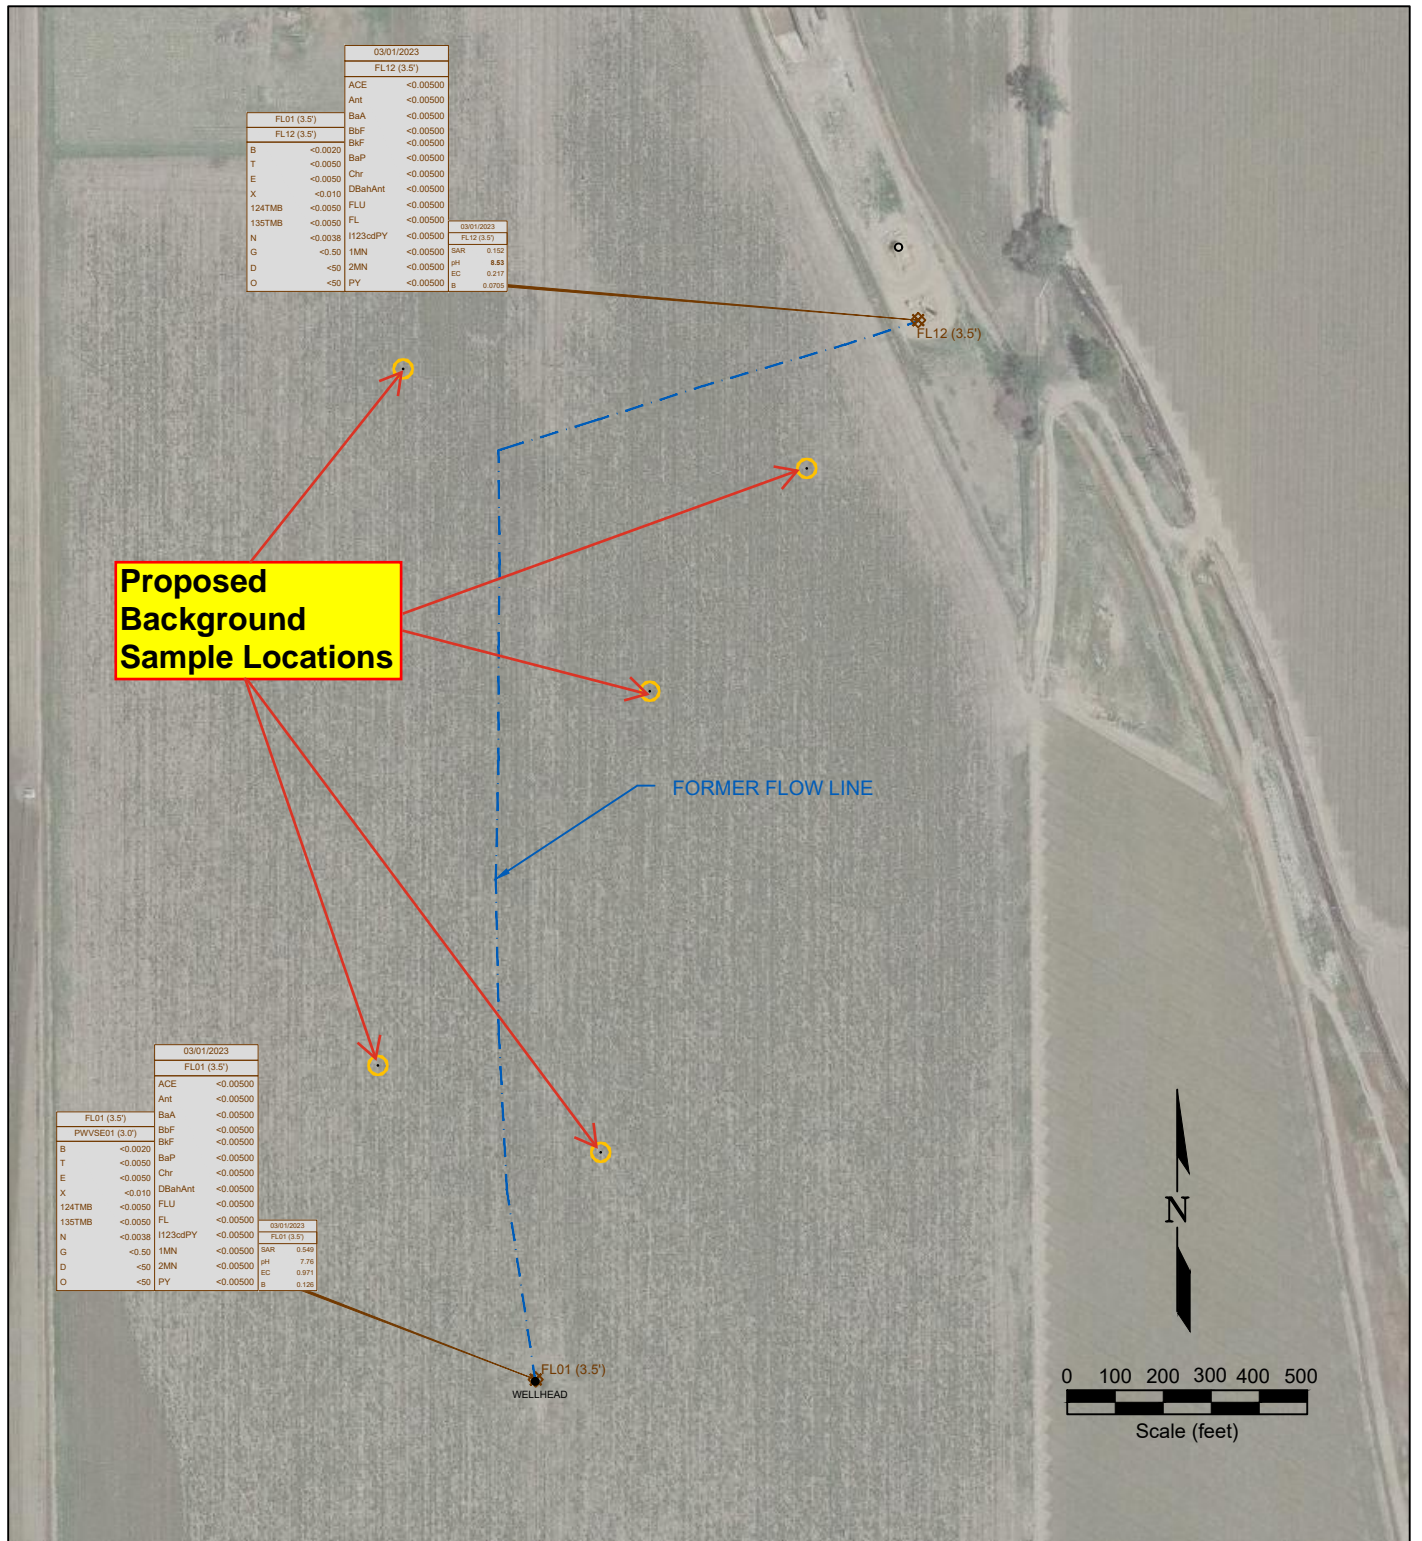 03/01/2023
FL12 (3.5')
ACE <0.00500
Ant <0.00500
BaA <0.00500
BbF <0.00500
BkF <0.00500
BaP <0.00500
Chr <0.00500
DBahAnt <0.00500
FLU <0.00500
FL <0.00500
I123cdPY <0.00500
1MN <0.00500
2MN <0.00500
PY <0.00500
FL01 (3.5')
FL12 (3.5')
B <0.0020
T <0.0050
E <0.0050
X <0.010
124TMB <0.0050
135TMB <0.0050
N <0.0038
G <0.50
D <50
O <50
03/01/2023
FL12 (3.5')
SAR 0.152
pH 8.53
EC 0.217
B 0.0705
FL12 (3.5')
Proposed
Background
Sample Locations
FORMER FLOW LINE
03/01/2023
FL01 (3.5')
ACE <0.00500
Ant <0.00500
BaA <0.00500
BbF <0.00500
BkF <0.00500
BaP <0.00500
Chr <0.00500
DBahAnt <0.00500
FLU <0.00500
FL <0.00500
I123cdPY <0.00500
1MN <0.00500
2MN <0.00500
PY <0.00500
FL01 (3.5')
PWVSE01 (3.0')
B <0.0020
T <0.0050
E <0.0050
X <0.010
124TMB <0.0050
135TMB <0.0050
N <0.0038
G <0.50
D <50
O <50
03/01/2023
FL01 (3.5')
SAR 0.549
pH 7.76
EC 0.971
B 0.126
FL01 (3.5')
WELLHEAD
N
0 100 200 300 400 500
Scale (feet)